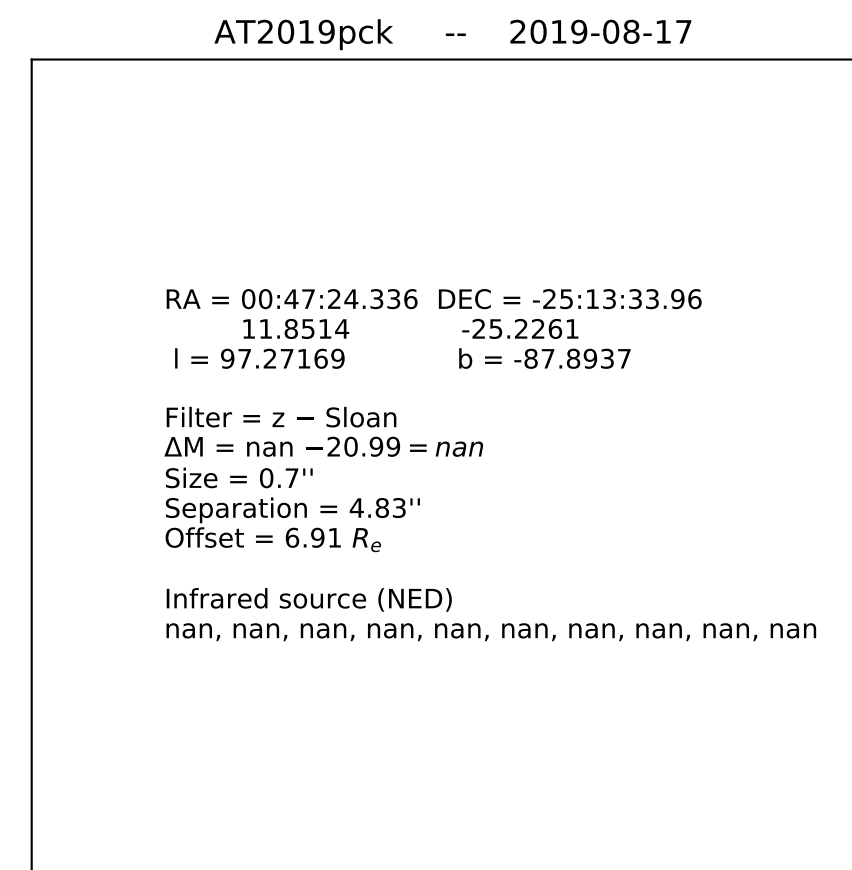 AT2019pck -- 2019-08-17
RA = 00:47:24.336 DEC = -25:13:33.96
11.8514 -25.2261
l = 97.27169 b = -87.8937
Filter = z − Sloan
ΔM = nan −20.99 = nan
Size = 0.7''
Separation = 4.83''
Offset = 6.91 Rₑ
Infrared source (NED)
nan, nan, nan, nan, nan, nan, nan, nan, nan, nan